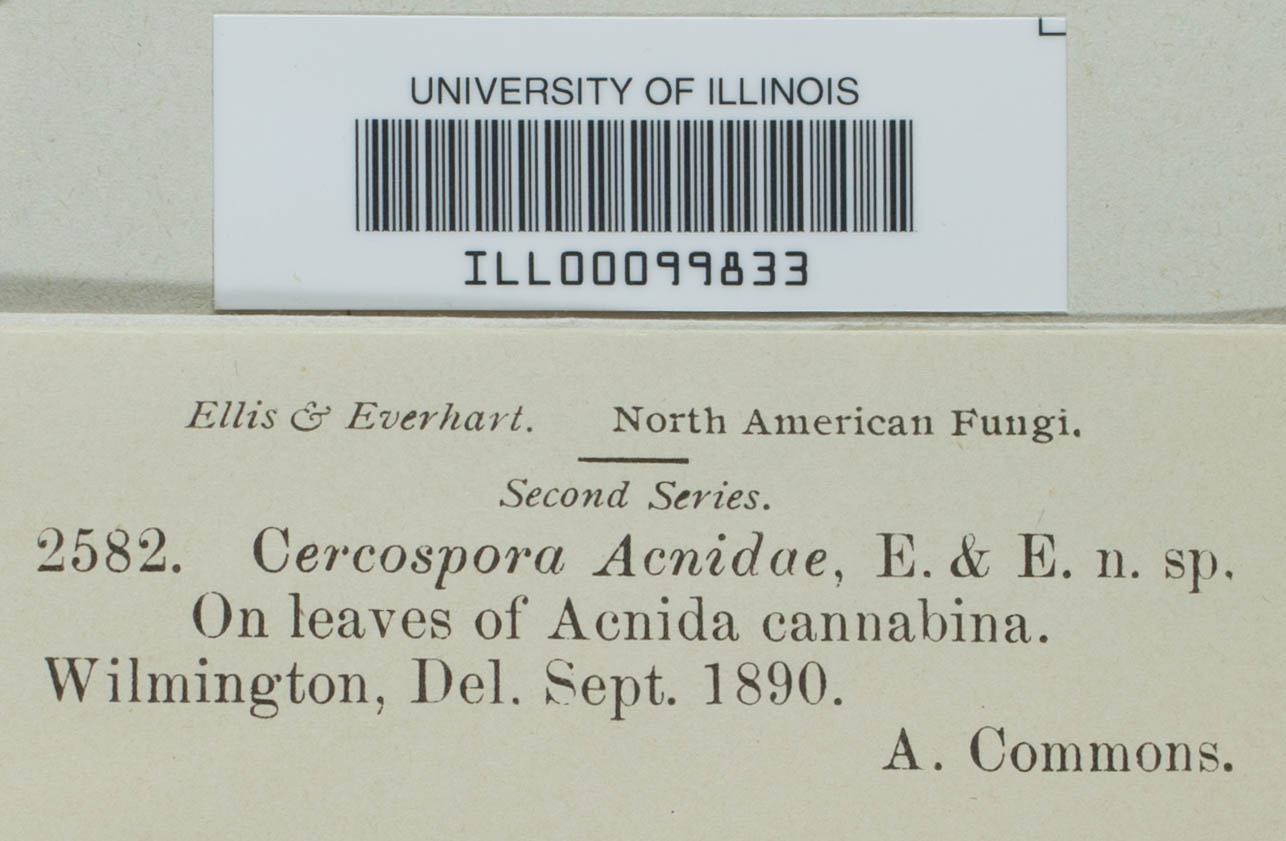 UNIVERSITY OF ILLINOIS
ILL00099833
Ellis & Everhart. North American Fungi.
Second Series.
2582. Cercospora Acnidae, E. & E. n. sp.
On leaves of Acnida cannabina.
Wilmington, Del. Sept. 1890.
A. Commons.